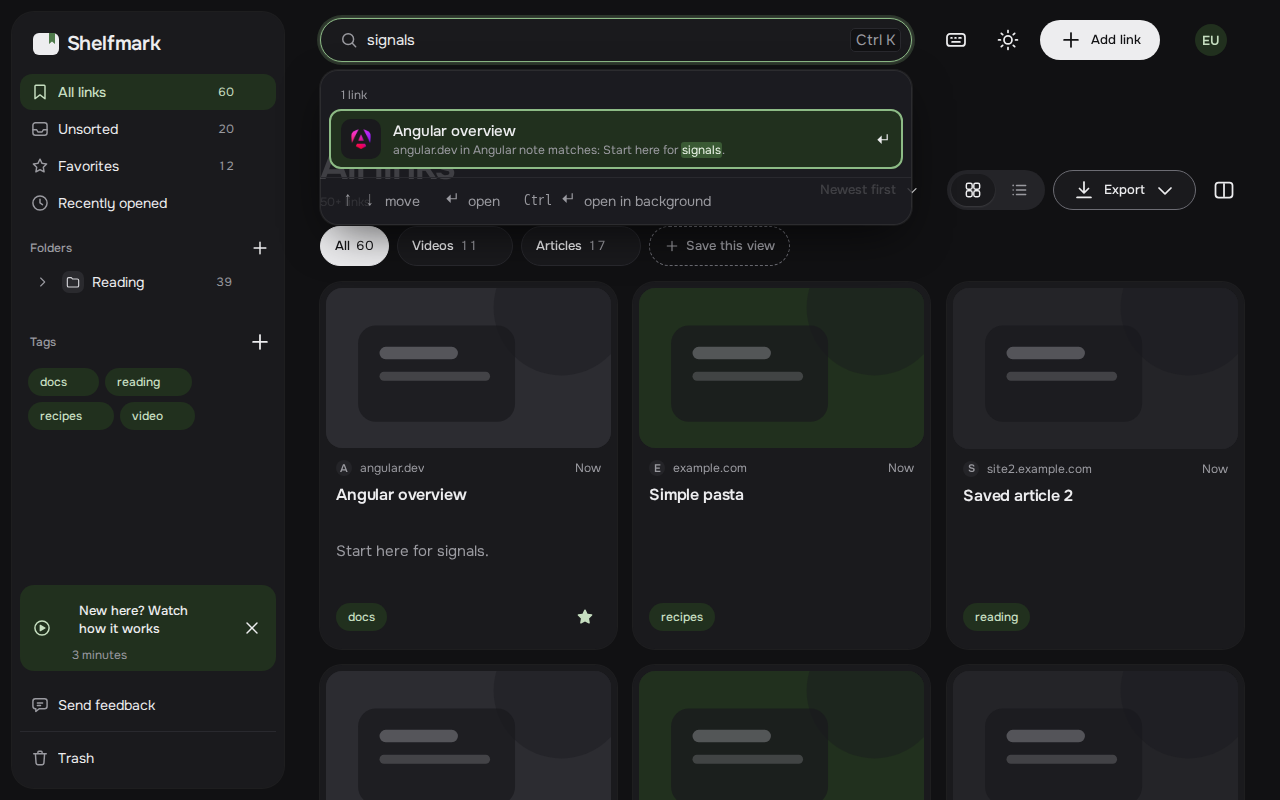 Shelfmark
signals
Ctrl K
Add link
EU
All links 60
Unsorted 20
Favorites 12
Recently opened
Folders
Reading 39
Tags
docs reading
recipes video
New here? Watch
how it works
3 minutes
Send feedback
Trash
1 link
Angular overview
angular.dev in Angular note matches: Start here for signals.
All links
50+ links
↑ ↓ move ↵ open Ctrl ↵ open in background
Newest first
Export
All 60 Videos 11 Articles 17 + Save this view
A angular.dev Now
Angular overview
Start here for signals.
docs
E example.com Now
Simple pasta
recipes
S site2.example.com Now
Saved article 2
reading